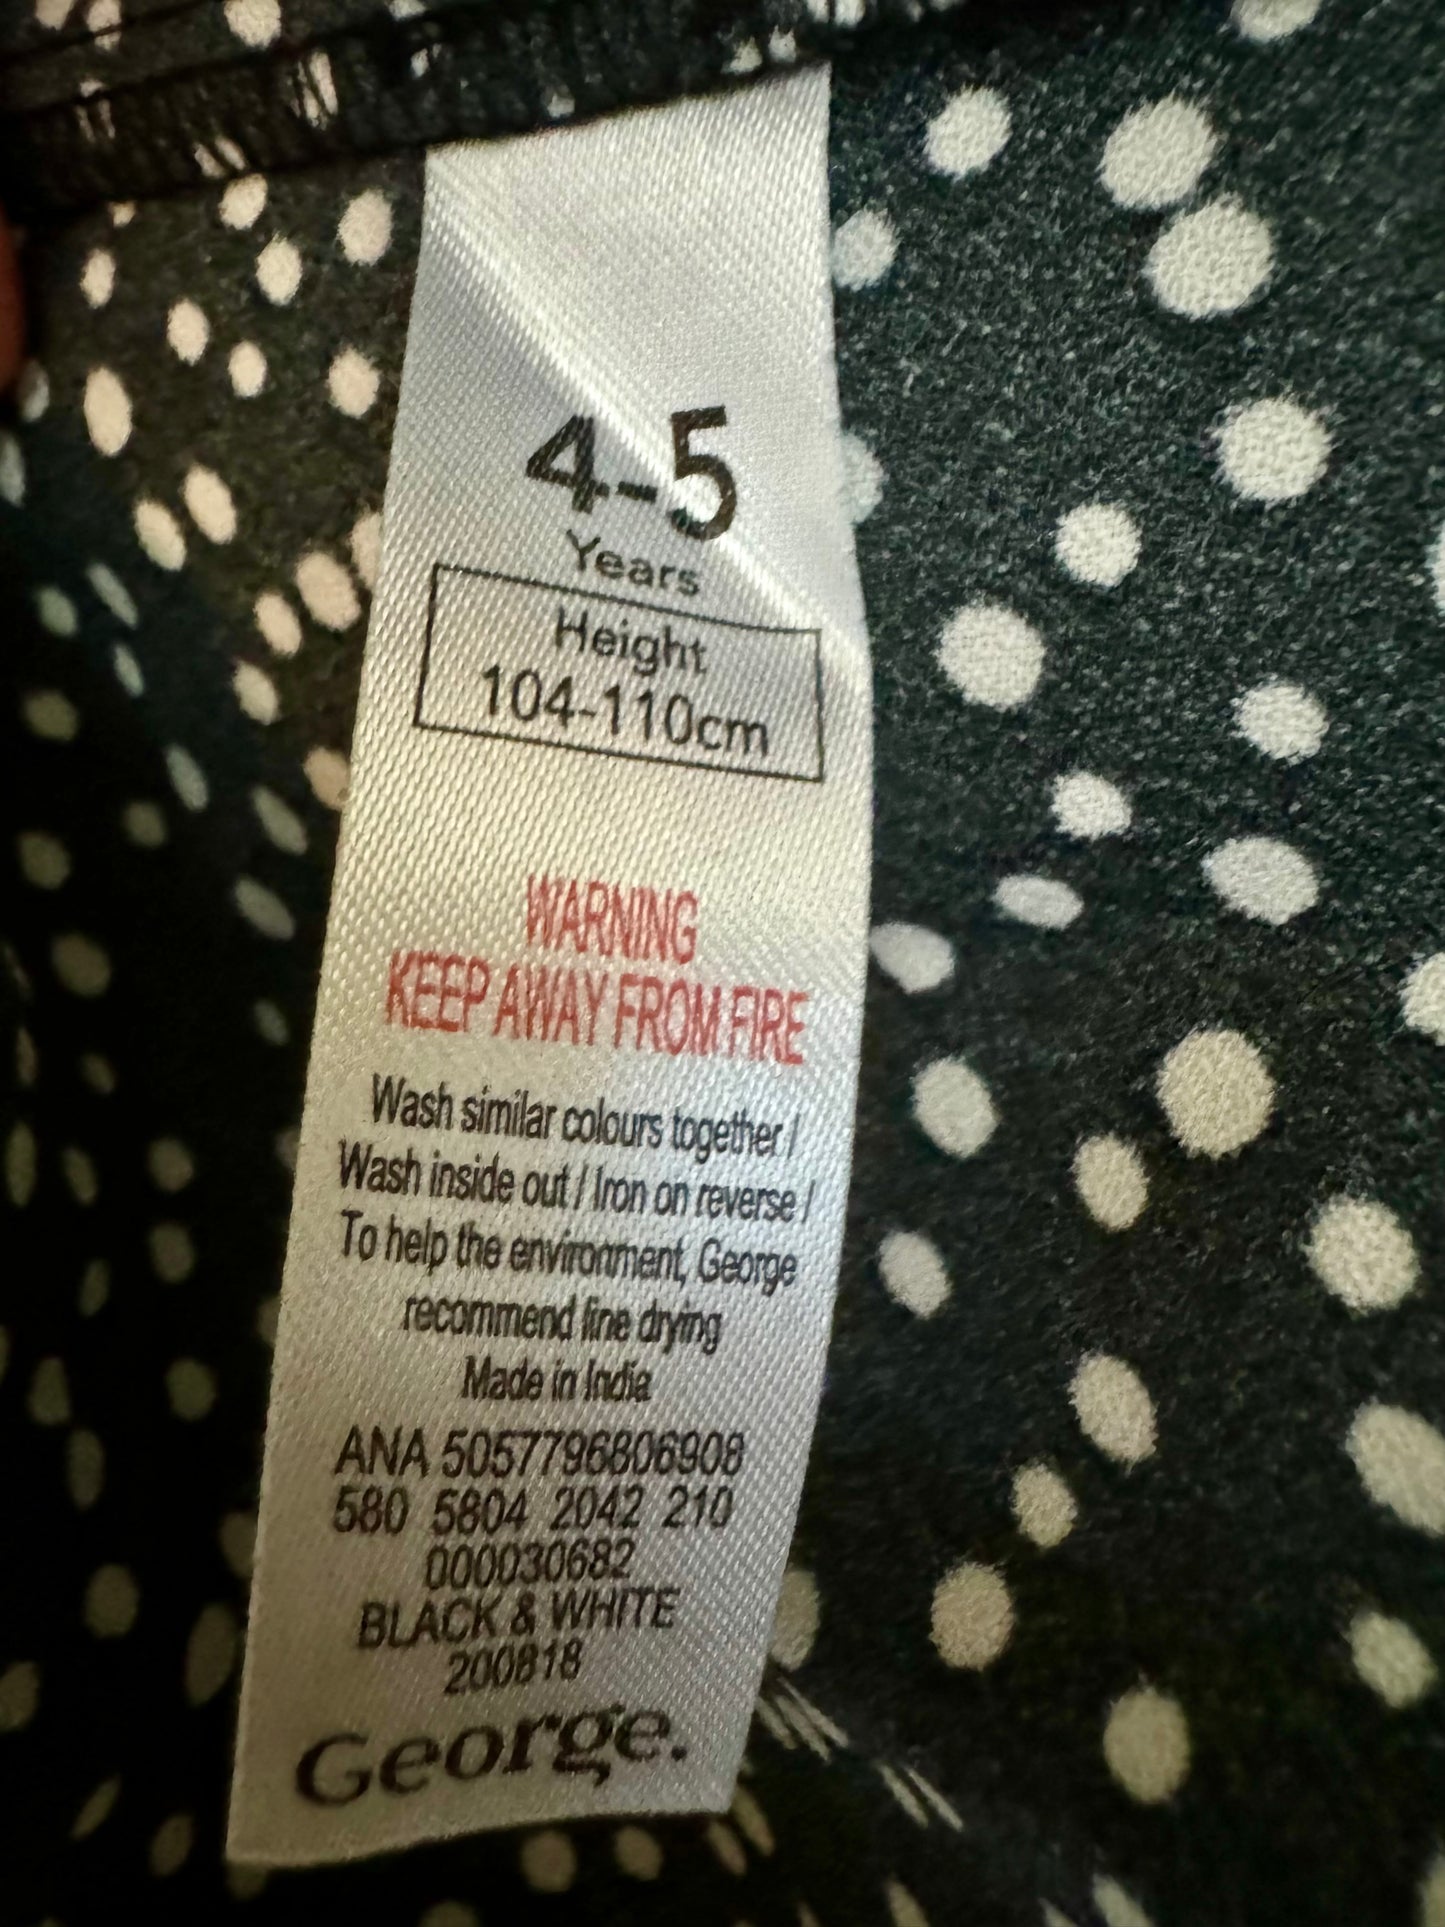 4-5
Years
Height
104-110cm
WARNING
KEEP AWAY FROM FIRE
Wash similar colours together /
Wash inside out / Iron on reverse /
To help the environment, George
recommend line drying
Made in India
ANA 5057796806908
580 5804 2042 210
000030682
BLACK & WHITE
200818
George.